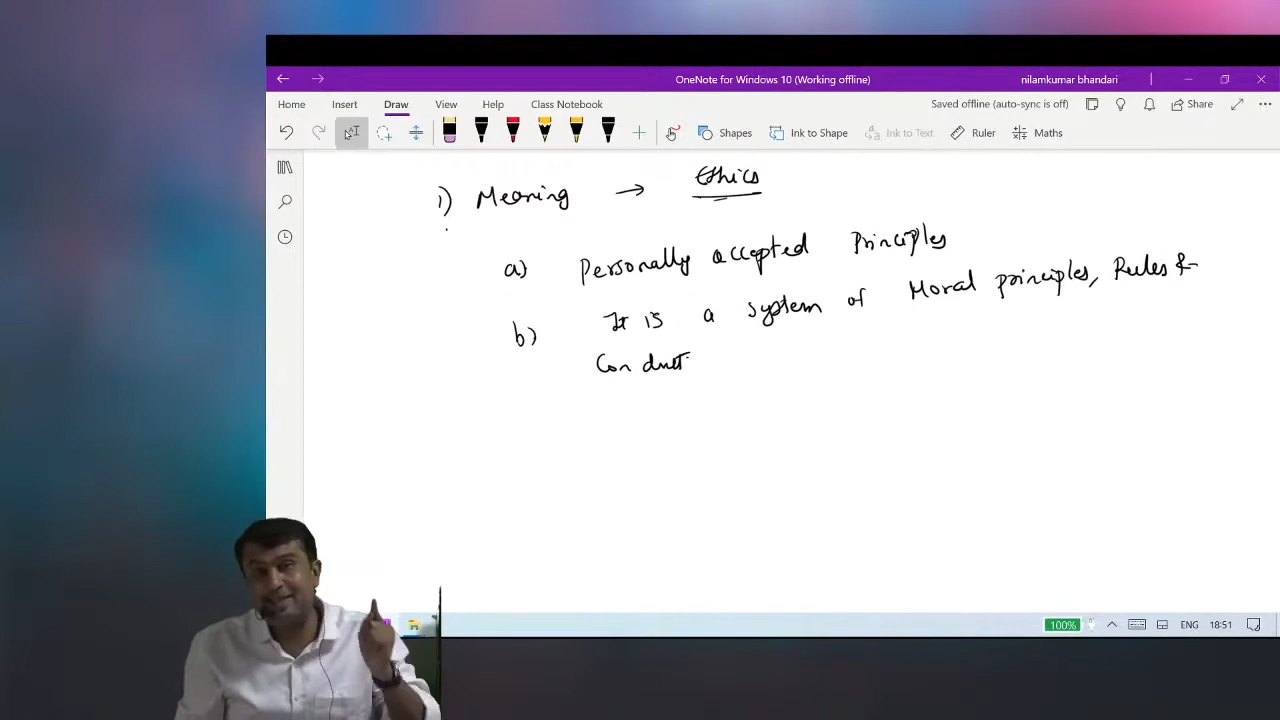 OneNote for Windows 10 (Working offline) nilamkumar bhandari
Home Insert Draw View Help Class Notebook Saved offline (auto-sync is off) Share
Shapes Ink to Shape Ink to Text Ruler Maths
1) Meaning → Ethics
a) Personally accepted Principles
b) It is a system of Moral principles, Rules &
Conduct
100% ENG 18:51